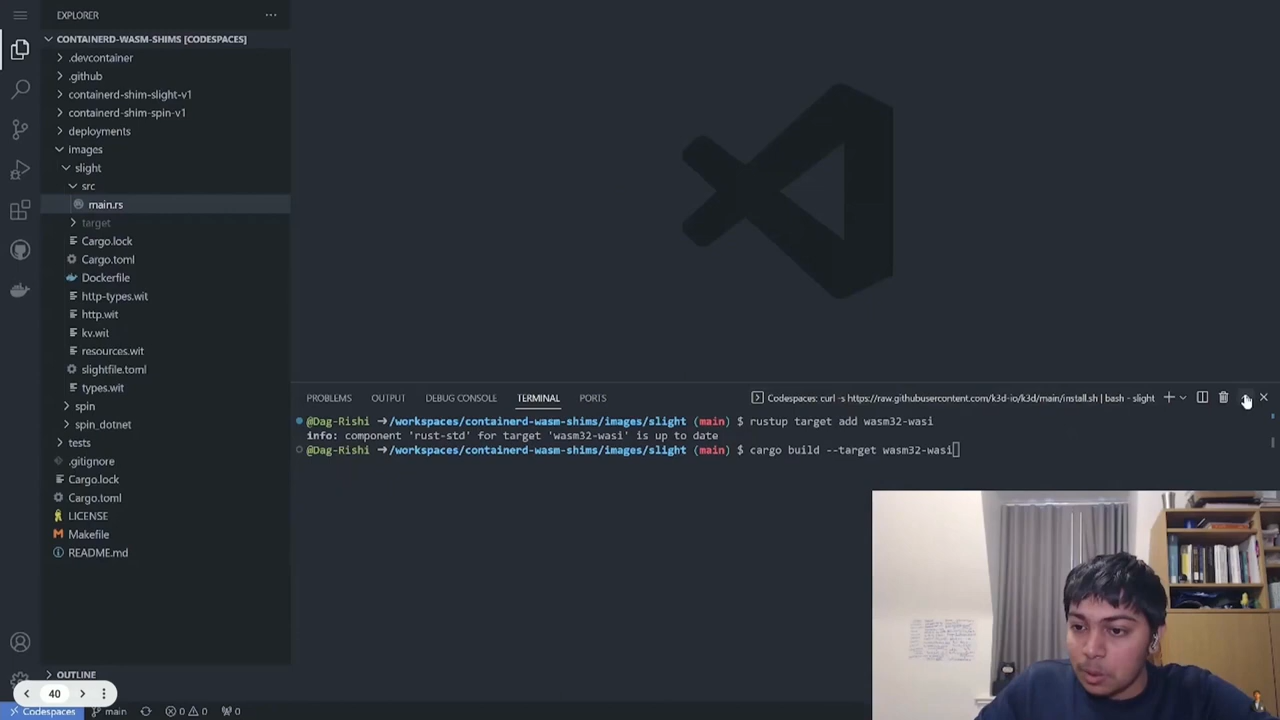 EXPLORER
CONTAINERD-WASM-SHIMS [CODESPACES]
.devcontainer
.github
containerd-shim-slight-v1
containerd-shim-spin-v1
deployments
images
slight
src
main.rs
target
Cargo.lock
Cargo.toml
Dockerfile
http-types.wit
http.wit
kv.wit
resources.wit
slightfile.toml
types.wit
spin
spin_dotnet
tests
.gitignore
Cargo.lock
Cargo.toml
LICENSE
Makefile
README.md
OUTLINE
40
Codespaces main 0 0 0
PROBLEMS OUTPUT DEBUG CONSOLE TERMINAL PORTS Codespaces: curl -s https://raw.githubusercontent.com/k3d-io/k3d/main/install.sh | bash - slight
@Dag-Rishi ➜/workspaces/containerd-wasm-shims/images/slight (main) $ rustup target add wasm32-wasi
info: component 'rust-std' for target 'wasm32-wasi' is up to date
@Dag-Rishi ➜/workspaces/containerd-wasm-shims/images/slight (main) $ cargo build --target wasm32-wasi